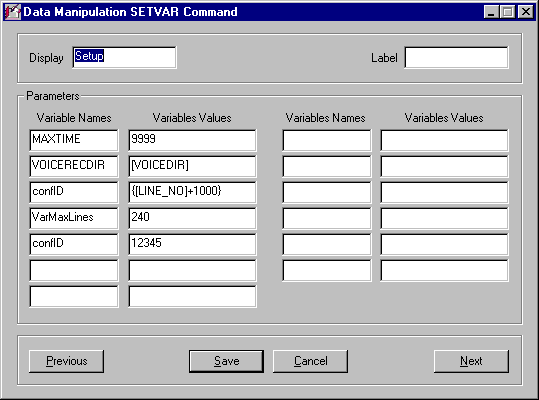 Data Manipulation SETVAR Command
Display Setup Label
Parameters
Variable Names Variables Values Variables Names Variables Values
MAXTIME 9999
VOICERECDIR [VOICEDIR]
confID {[LINE_NO]+1000}
VarMaxLines 240
confID 12345
Previous Save Cancel Next